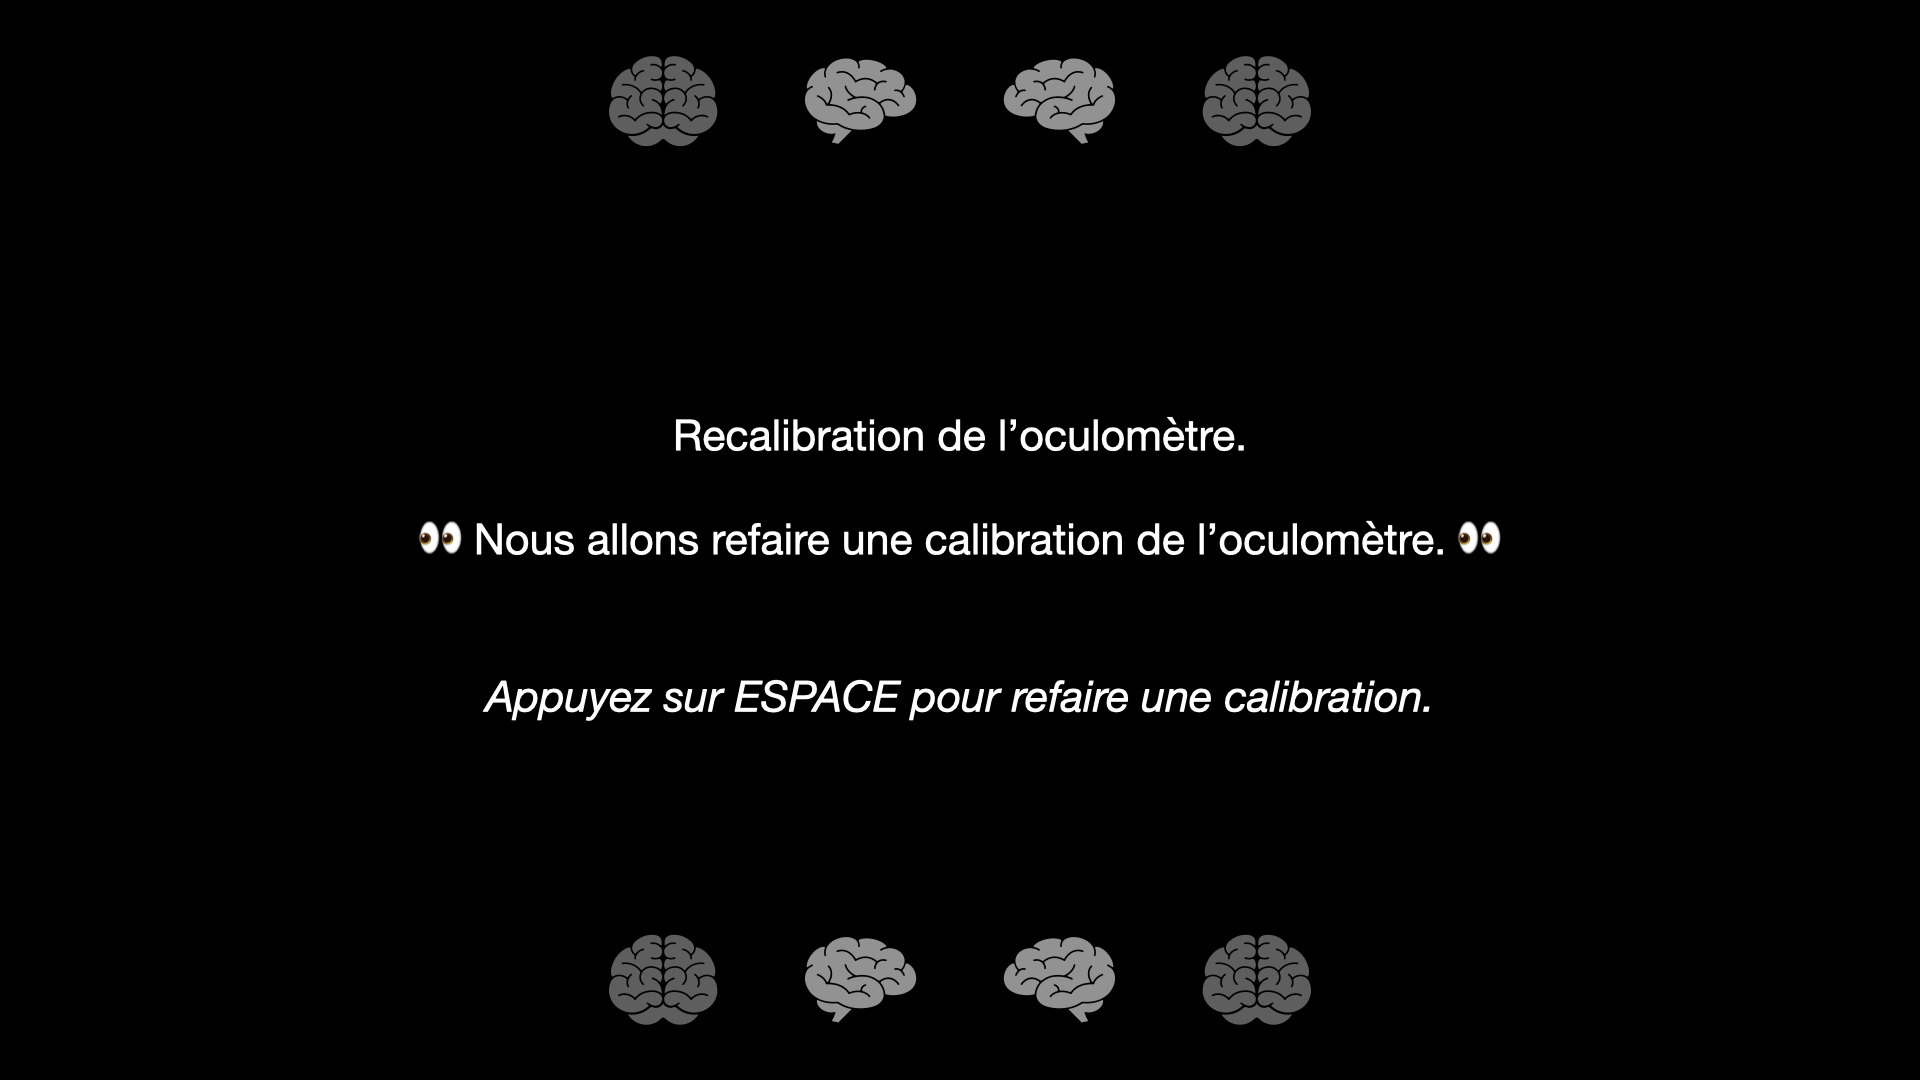 Recalibration de l’oculomètre.
👀 Nous allons refaire une calibration de l’oculomètre. 👀
Appuyez sur ESPACE pour refaire une calibration.